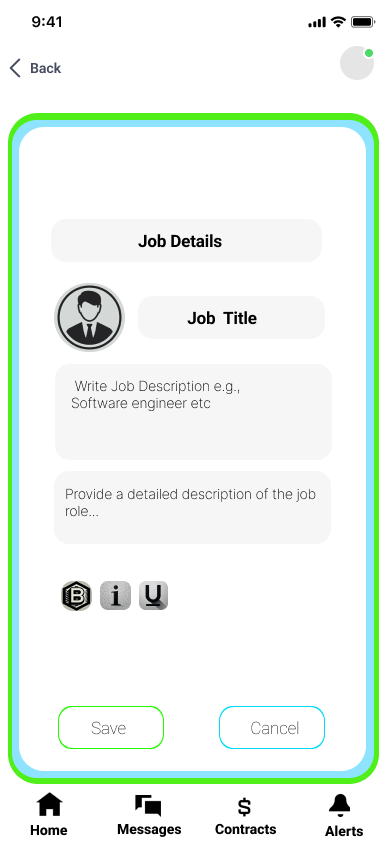 9:41
Back
Job Details
Job Title
Write Job Description e.g.,
Software engineer etc
Provide a detailed description of the job
role...
B i U
Save Cancel
Home Messages Contracts Alerts